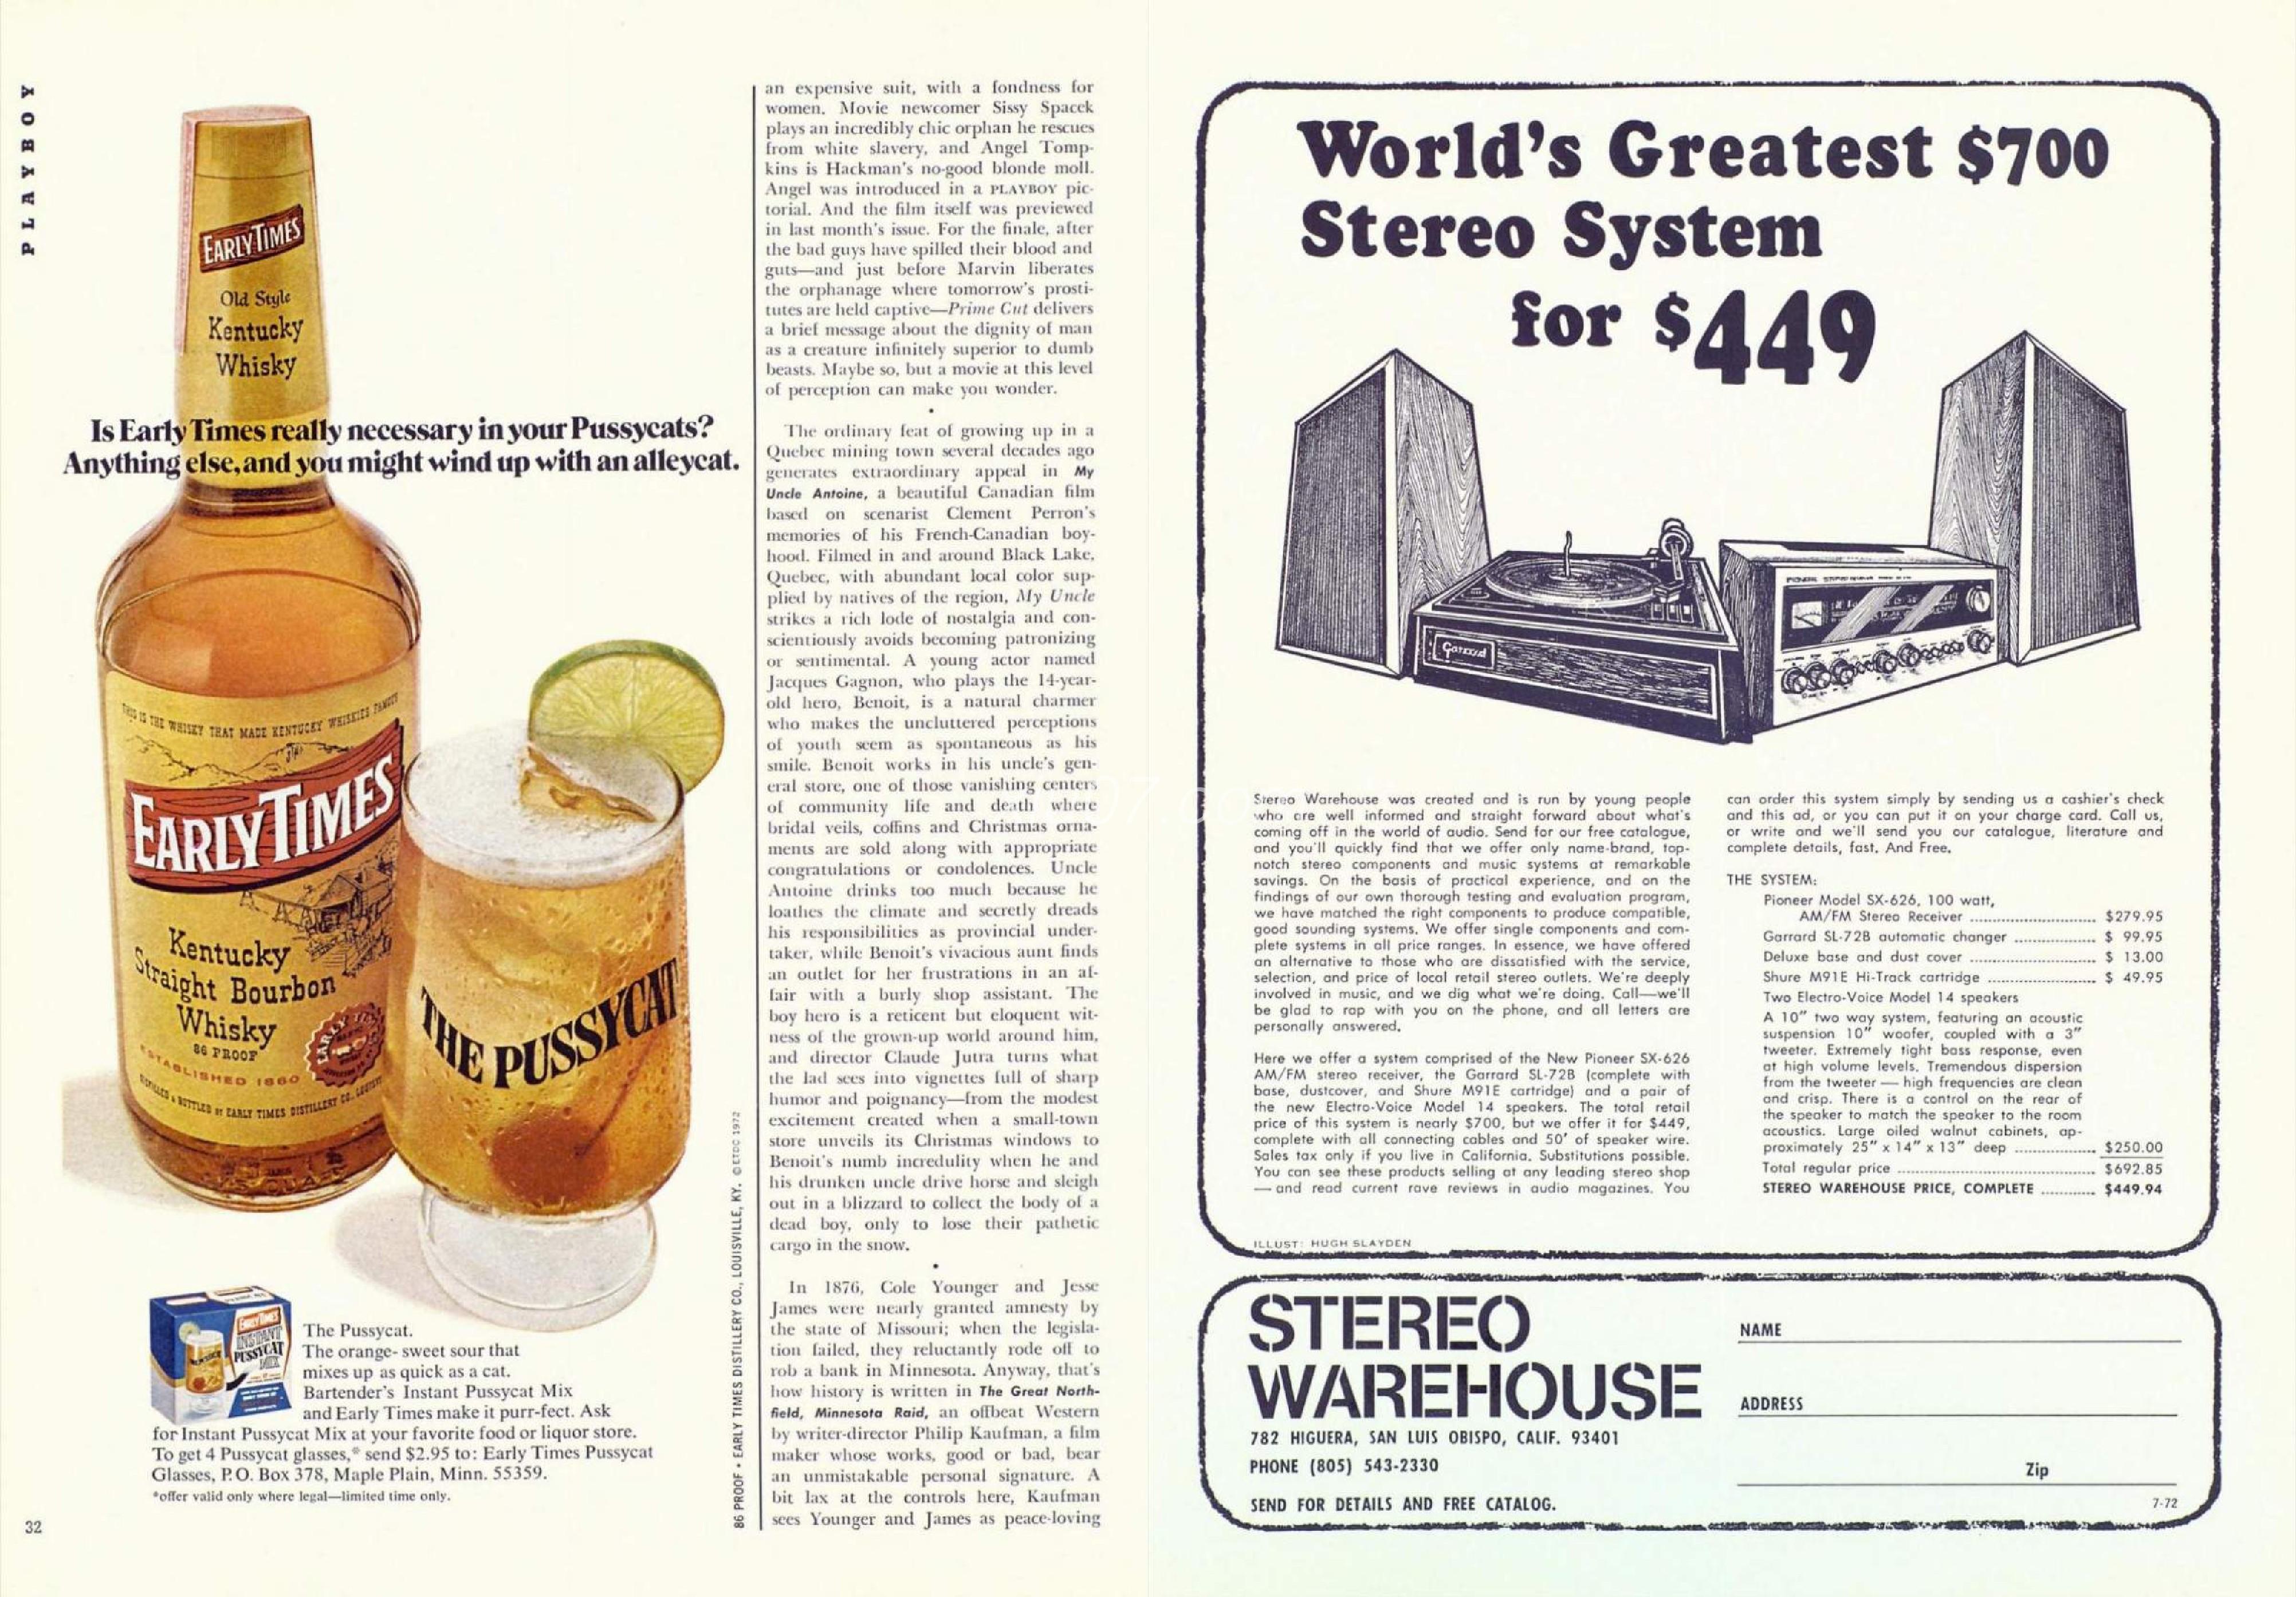 PLAYBOY
EARLY TIMES
Old Style
Kentucky
Whisky
Is Early Times really necessary in your Pussycats?
Anything else, and you might wind up with an alleycat.
THIS IS THE WHISKY THAT MADE KENTUCKY WHISKIES FAMOUS
EARLY TIMES
Kentucky
Straight Bourbon
Whisky
86 PROOF
ESTABLISHED 1860
DISTILLED & BOTTLED BY EARLY TIMES DISTILLERY CO.
THE PUSSYCAT
EARLY TIMES
INSTANT
PUSSYCAT
MIX
The Pussycat.
The orange-sweet sour that
mixes up as quick as a cat.
Bartender's Instant Pussycat Mix
and Early Times make it purr-fect. Ask
for Instant Pussycat Mix at your favorite food or liquor store.
To get 4 Pussycat glasses,* send $2.95 to: Early Times Pussycat
Glasses, P.O. Box 378, Maple Plain, Minn. 55359.
*offer valid only where legal—limited time only.
32
86 PROOF • EARLY TIMES DISTILLERY CO., LOUISVILLE, KY. ©ETDC 1972
an expensive suit, with a fondness for
women. Movie newcomer Sissy Spacek
plays an incredibly chic orphan he rescues
from white slavery, and Angel Tomp-
kins is Hackman's no-good blonde moll.
Angel was introduced in a PLAYBOY pic-
torial. And the film itself was previewed
in last month's issue. For the finale, after
the bad guys have spilled their blood and
guts—and just before Marvin liberates
the orphanage where tomorrow's prosti-
tutes are held captive—Prime Cut delivers
a brief message about the dignity of man
as a creature infinitely superior to dumb
beasts. Maybe so, but a movie at this level
of perception can make you wonder.
•
The ordinary feat of growing up in a
Quebec mining town several decades ago
generates extraordinary appeal in My
Uncle Antoine, a beautiful Canadian film
based on scenarist Clement Perron's
memories of his French-Canadian boy-
hood. Filmed in and around Black Lake,
Quebec, with abundant local color sup-
plied by natives of the region, My Uncle
strikes a rich lode of nostalgia and con-
scientiously avoids becoming patronizing
or sentimental. A young actor named
Jacques Gagnon, who plays the 14-year-
old hero, Benoit, is a natural charmer
who makes the uncluttered perceptions
of youth seem as spontaneous as his
smile. Benoit works in his uncle's gen-
eral store, one of those vanishing centers
of community life and death where
bridal veils, coffins and Christmas orna-
ments are sold along with appropriate
congratulations or condolences. Uncle
Antoine drinks too much because he
loathes the climate and secretly dreads
his responsibilities as provincial under-
taker, while Benoit's vivacious aunt finds
an outlet for her frustrations in an af-
fair with a burly shop assistant. The
boy hero is a reticent but eloquent wit-
ness of the grown-up world around him,
and director Claude Jutra turns what
the lad sees into vignettes full of sharp
humor and poignancy—from the modest
excitement created when a small-town
store unveils its Christmas windows to
Benoit's numb incredulity when he and
his drunken uncle drive horse and sleigh
out in a blizzard to collect the body of a
dead boy, only to lose their pathetic
cargo in the snow.
•
In 1876, Cole Younger and Jesse
James were nearly granted amnesty by
the state of Missouri; when the legisla-
tion failed, they reluctantly rode off to
rob a bank in Minnesota. Anyway, that's
how history is written in The Great North-
field, Minnesota Raid, an offbeat Western
by writer-director Philip Kaufman, a film
maker whose works, good or bad, bear
an unmistakable personal signature. A
bit lax at the controls here, Kaufman
sees Younger and James as peace-loving
World's Greatest $700
Stereo System
for $449
Garrard
Stereo Warehouse was created and is run by young people
who are well informed and straight forward about what's
coming off in the world of audio. Send for our free catalogue,
and you'll quickly find that we offer only name-brand, top-
notch stereo components and music systems at remarkable
savings. On the basis of practical experience, and on the
findings of our own thorough testing and evaluation program,
we have matched the right components to produce compatible,
good sounding systems. We offer single components and com-
plete systems in all price ranges. In essence, we have offered
an alternative to those who are dissatisfied with the service,
selection, and price of local retail stereo outlets. We're deeply
involved in music, and we dig what we're doing. Call—we'll
be glad to rap with you on the phone, and all letters are
personally answered.
Here we offer a system comprised of the New Pioneer SX-626
AM/FM stereo receiver, the Garrard SL-72B (complete with
base, dustcover, and Shure M91E cartridge) and a pair of
the new Electro-Voice Model 14 speakers. The total retail
price of this system is nearly $700, but we offer it for $449,
complete with all connecting cables and 50' of speaker wire.
Sales tax only if you live in California. Substitutions possible.
You can see these products selling at any leading stereo shop
— and read current rave reviews in audio magazines. You
can order this system simply by sending us a cashier's check
and this ad, or you can put it on your charge card. Call us,
or write and we'll send you our catalogue, literature and
complete details, fast. And Free.
THE SYSTEM:
Pioneer Model SX-626, 100 watt,
AM/FM Stereo Receiver ........................ $279.95
Garrard SL-72B automatic changer ................ $ 99.95
Deluxe base and dust cover ........................ $ 13.00
Shure M91E Hi-Track cartridge .................... $ 49.95
Two Electro-Voice Model 14 speakers
A 10" two way system, featuring an acoustic
suspension 10" woofer, coupled with a 3"
tweeter. Extremely tight bass response, even
at high volume levels. Tremendous dispersion
from the tweeter — high frequencies are clean
and crisp. There is a control on the rear of
the speaker to match the speaker to the room
acoustics. Large oiled walnut cabinets, ap-
proximately 25" x 14" x 13" deep ................ $250.00
Total regular price .................................... $692.85
STEREO WAREHOUSE PRICE, COMPLETE ........... $449.94
ILLUST: HUGH SLAYDEN
STEREO
WAREHOUSE
782 HIGUERA, SAN LUIS OBISPO, CALIF. 93401
PHONE (805) 543-2330
SEND FOR DETAILS AND FREE CATALOG.
NAME
ADDRESS
Zip
7-72